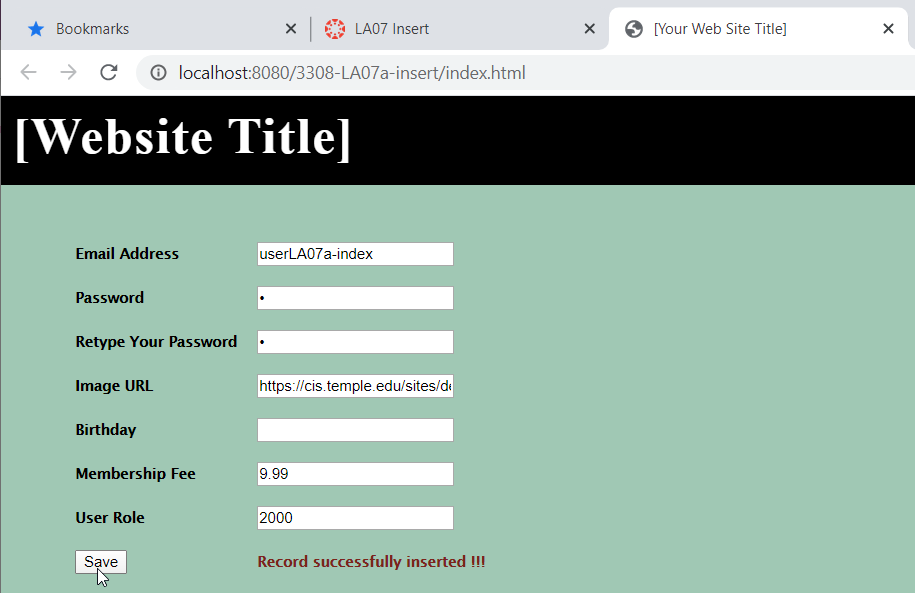 Bookmarks
LA07 Insert
[Your Web Site Title]
localhost:8080/3308-LA07a-insert/index.html
[Website Title]
Email Address userLA07a-index
Password •
Retype Your Password •
Image URL https://cis.temple.edu/sites/de
Birthday
Membership Fee 9.99
User Role 2000
Save Record successfully inserted !!!